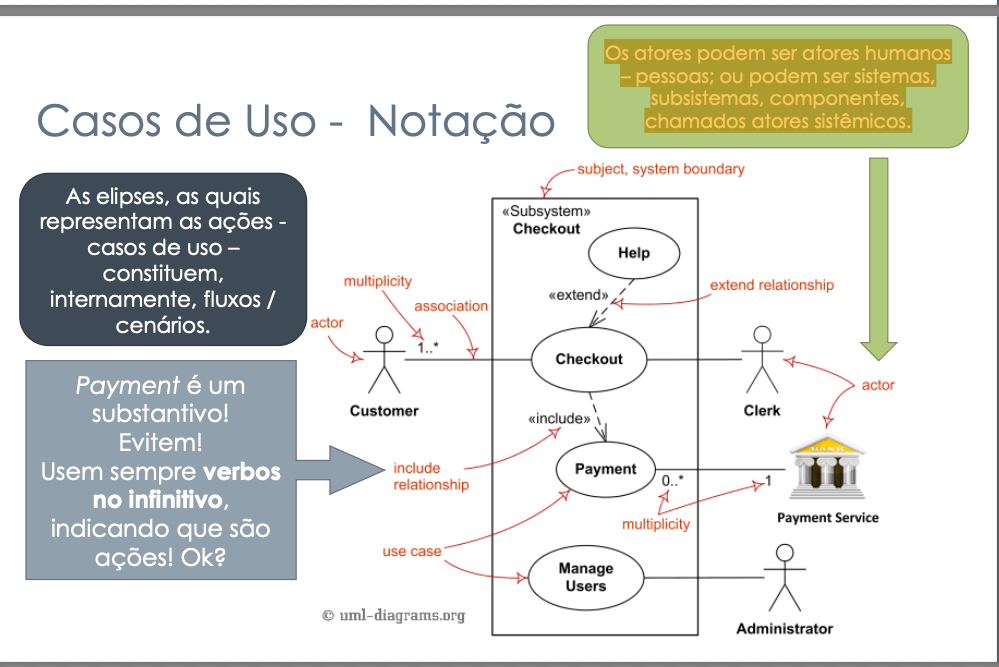 Os atores podem ser atores humanos
– pessoas; ou podem ser sistemas,
subsistemas, componentes,
chamados atores sistêmicos.
Casos de Uso - Notação
As elipses, as quais
representam as ações -
casos de uso –
constituem,
internamente, fluxos /
cenários.
Payment é um
substantivo!
Evitem!
Usem sempre verbos
no infinitivo,
indicando que são
ações! Ok?
subject, system boundary
«Subsystem»
Checkout
Help
«extend»
extend relationship
multiplicity
association
actor
1..*
Checkout
Customer
Clerk
actor
«include»
include
relationship
Payment
0..*
1
multiplicity
BANK
Payment Service
use case
Manage
Users
Administrator
© uml-diagrams.org